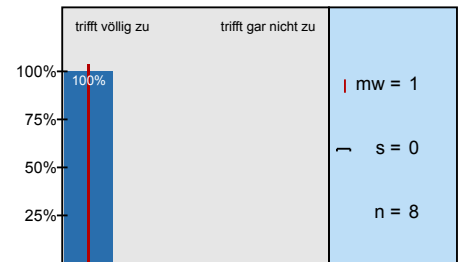 trifft völlig zu trifft gar nicht zu
100%
100%
mw = 1
75%
s = 0
50%
25%
n = 8